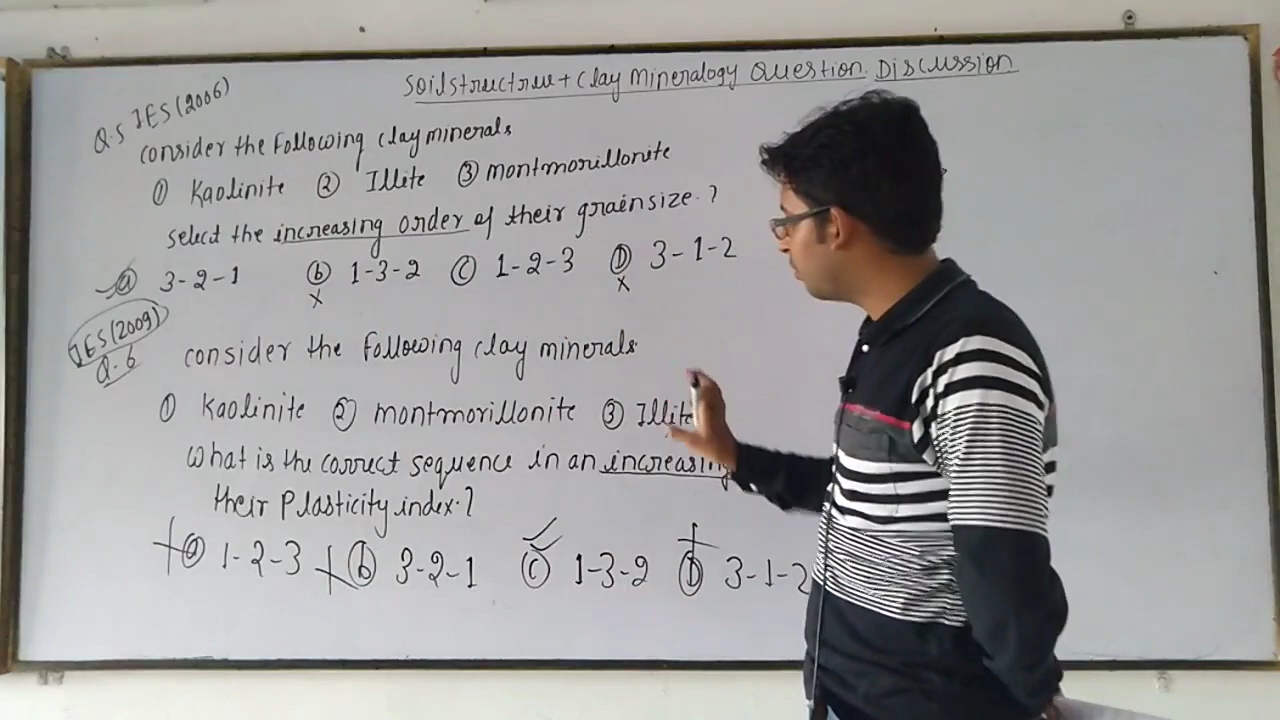 Soil structure + Clay Mineralogy Question Discussion
Q.5 IES (2006)
Consider the Following Clay minerals
① Kaolinite ② Illite ③ montmorillonite
select the increasing order of their grain size.?
ⓐ 3-2-1 ⓑ 1-3-2 ⓒ 1-2-3 Ⓓ 3-1-2
IES (2009)
Q.6
Consider the Following Clay minerals.
① Kaolinite ② montmorillonite ③ Illite
What is the correct sequence in an increasing
their Plasticity index.?
ⓐ 1-2-3 ⓑ 3-2-1 ⓒ 1-3-2 Ⓓ 3-1-2